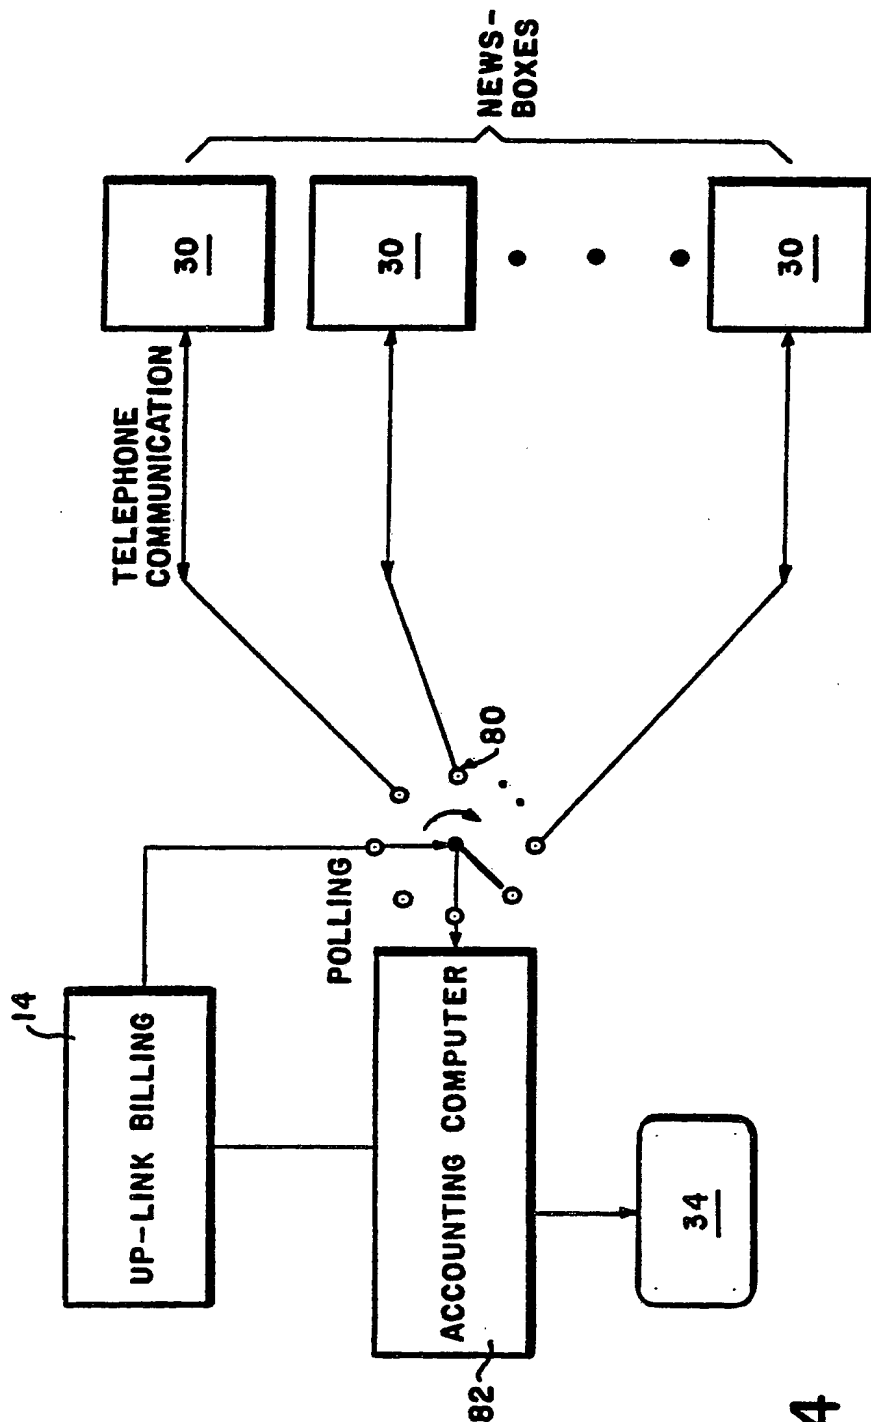 14
UP-LINK BILLING
82
ACCOUNTING COMPUTER
34
POLLING
80
TELEPHONE
COMMUNICATION
30
30
30
NEWS-
BOXES
4